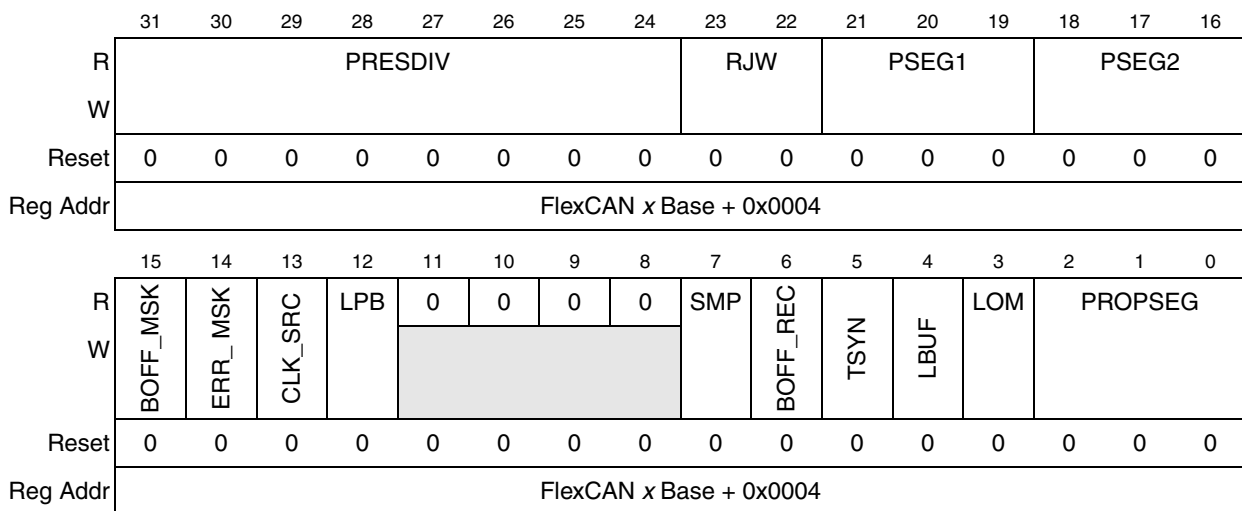 31 30 29 28 27 26 25 24 23 22 21 20 19 18 17 16
R PRESDIV RJW PSEG1 PSEG2
W
Reset 0 0 0 0 0 0 0 0 0 0 0 0 0 0 0 0
Reg Addr FlexCAN x Base + 0x0004
15 14 13 12 11 10 9 8 7 6 5 4 3 2 1 0
R BOFF_MSK ERR_ MSK CLK_SRC LPB 0 0 0 0 SMP BOFF_REC TSYN LBUF LOM PROPSEG
W
Reset 0 0 0 0 0 0 0 0 0 0 0 0 0 0 0 0
Reg Addr FlexCAN x Base + 0x0004